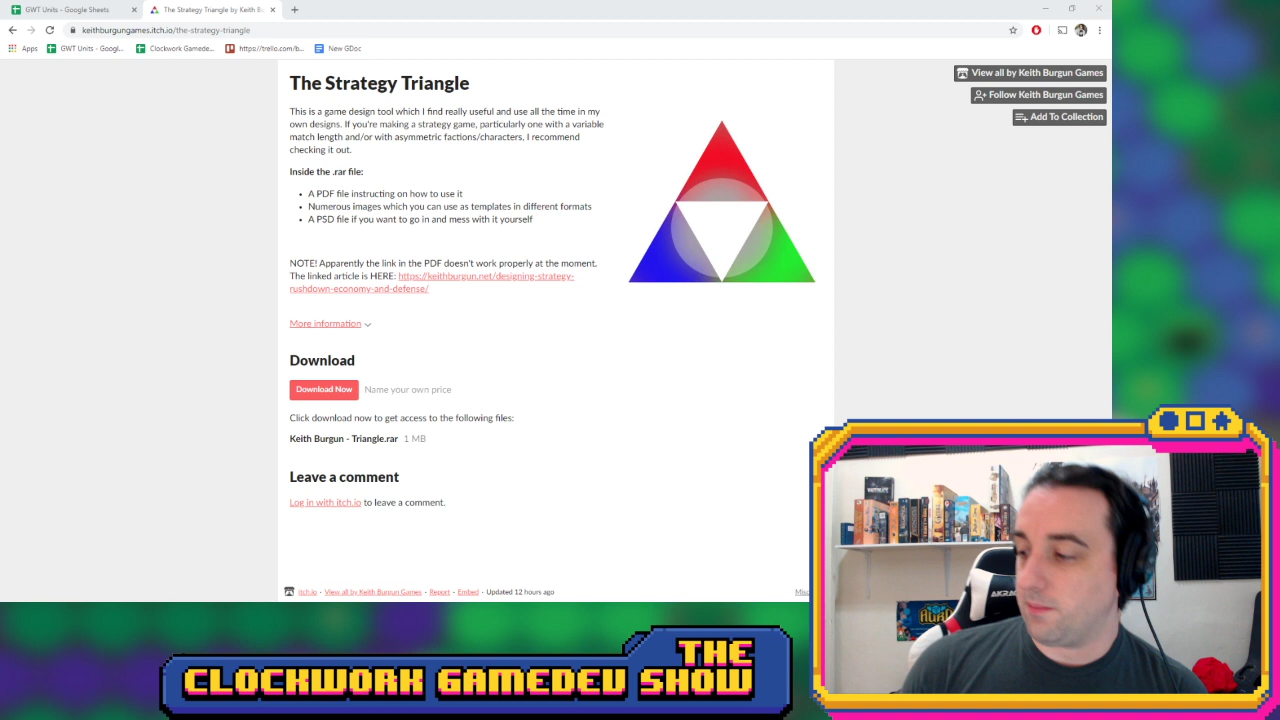 GWT Units - Google Sheets
The Strategy Triangle by Keith B
keithburgungames.itch.io/the-strategy-triangle
Apps
GWT Units - Googl...
Clockwork Gamede...
https://trello.com/b...
New GDoc
View all by Keith Burgun Games
Follow Keith Burgun Games
Add To Collection
The Strategy Triangle
This is a game design tool which I find really useful and use all the time in my
own designs. If you're making a strategy game, particularly one with a variable
match length and/or with asymmetric factions/characters, I recommend
checking it out.
Inside the .rar file:
• A PDF file instructing on how to use it
• Numerous images which you can use as templates in different formats
• A PSD file if you want to go in and mess with it yourself
NOTE! Apparently the link in the PDF doesn't work properly at the moment.
The linked article is HERE: https://keithburgun.net/designing-strategy-
rushdown-economy-and-defense/
More information
Download
Download Now Name your own price
Click download now to get access to the following files:
Keith Burgun - Triangle.rar 1 MB
Leave a comment
Log in with itch.io to leave a comment.
itch.io · View all by Keith Burgun Games · Report · Embed · Updated 12 hours ago
Misc
AURO
AKRAC
THE
CLOCKWORK GAMEDEV SHOW